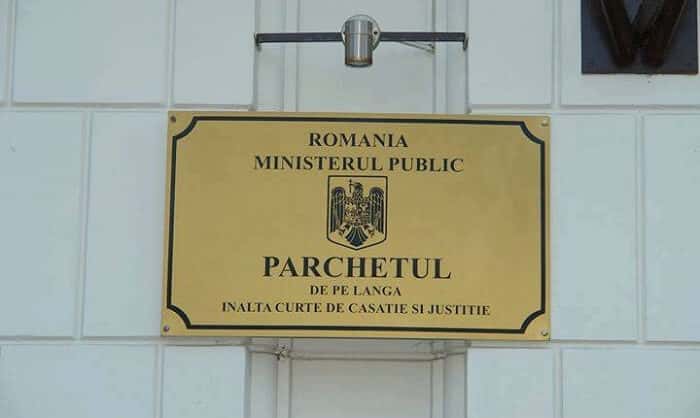 W
ROMANIA
MINISTERUL PUBLIC
PARCHETUL
DE PE LANGA
INALTA CURTE DE CASATIE SI JUSTITIE